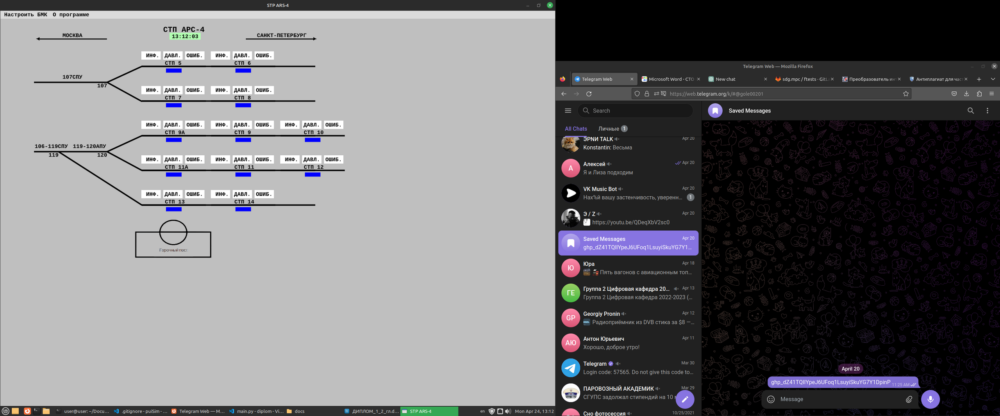 STP ARS-4
Настроить БМК О программе
СТП АРС-4
13:12:03
МОСКВА
САНКТ-ПЕТЕРБУРГ
ИНФ. ДАВЛ. ОШИБ. ИНФ. ДАВЛ. ОШИБ.
СТП 5 СТП 6
107СПУ
107
ИНФ. ДАВЛ. ОШИБ. ИНФ. ДАВЛ. ОШИБ.
СТП 7 СТП 8
ИНФ. ДАВЛ. ОШИБ. ИНФ. ДАВЛ. ОШИБ. ИНФ. ДАВЛ. ОШИБ.
СТП 9А СТП 9 СТП 10
106-119СПУ 119-120АПУ
119 120
ИНФ. ДАВЛ. ОШИБ. ИНФ. ДАВЛ. ОШИБ. ИНФ. ДАВЛ. ОШИБ.
СТП 11А СТП 11 СТП 12
ИНФ. ДАВЛ. ОШИБ. ИНФ. ДАВЛ. ОШИБ.
СТП 13 СТП 14
Горочный пост
user@user: ~/Docu... .gitignore - puiSim - ... Telegram Web — M... main.py - diplom - Vi... docs ДИПЛОМ_1_2_гл.d... STP ARS-4 en Mon Apr 24, 13:12
Telegram Web — Mozilla Firefox
Telegram Web Microsoft Word - СТО New chat sdg.mpc / ftests · GitL Преобразователь ин Антиплагиат для час
https://web.telegram.org/k/#@gole00201
Search
Saved Messages
All Chats Личные 1
ЭРНИ TALK Apr 20
Konstantin: Весьма
А
Алексей Apr 20
Я и Лиза подходим
VK Music Bot Apr 20
Нах%й вашу застенчивость, уверенн... 1
Э / Z Apr 20
https://youtu.be/QDeqXbV2sc0
Saved Messages Apr 20
ghp_dZ41TQIlYpeJ6UFoq1LsuyiSkuYG7Y1...
Ю
Юра Apr 18
Пять вагонов с авиационным топ...
ГЕ
Группа 2 Цифровая кафедра 20... Apr 13
Группа 2 Цифровая кафедра 2022-2023 (...
GP
Georgiy Pronin Apr 12
Радиоприёмник из DVB стика за $8 —...
АЮ
Антон Юрьевич Apr 11
Хорошо, доброе утро!
Telegram Mar 30
Login code: 57565. Do not give this code to...
ПАРОВОЗНЫЙ АКАДЕМИК Mar 29
СГУПС задолжал стипендий на 10 м
Сно фотосессия 10/25/2021
April 20
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 11:25 AM
Message